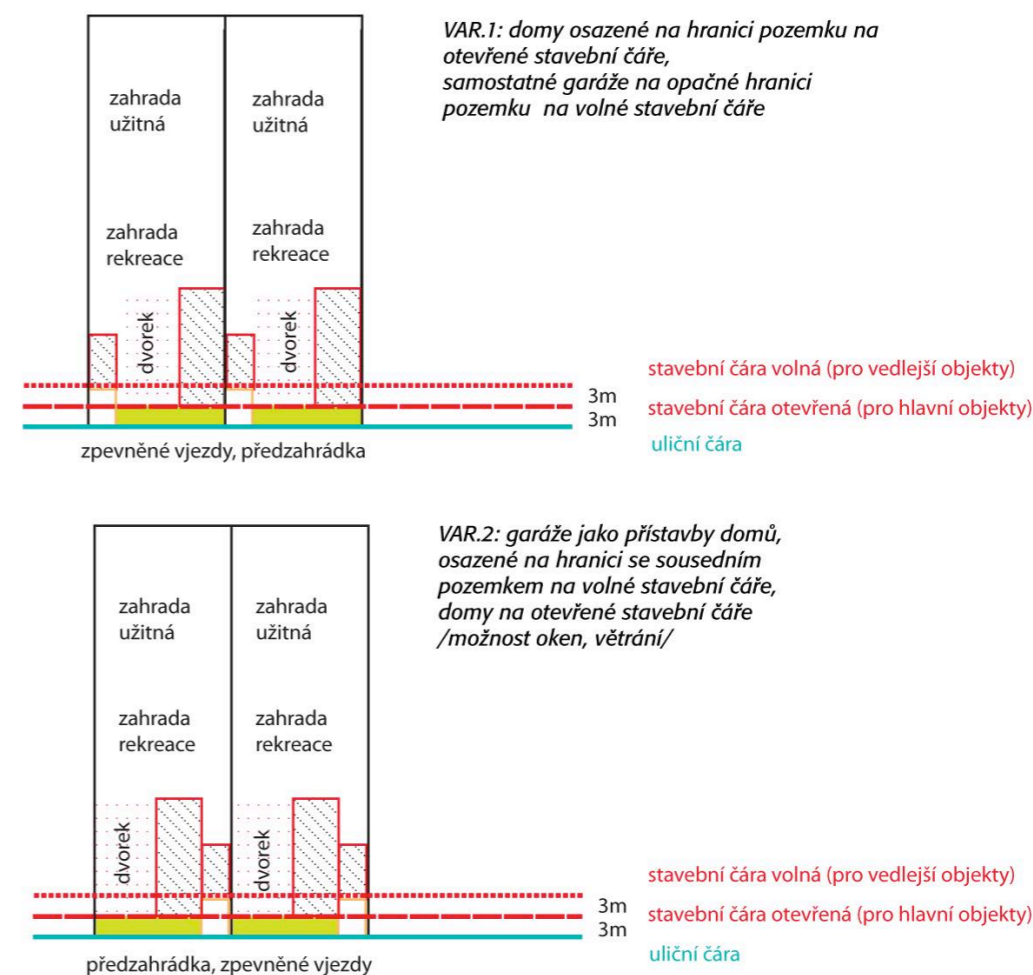 VAR.1: domy osazené na hranici pozemku na
otevřené stavební čáře,
samostatné garáže na opačné hranici
pozemku na volné stavební čáře
zahrada
užitná
zahrada
užitná
zahrada
rekreace
zahrada
rekreace
dvorek
dvorek
stavební čára volná (pro vedlejší objekty)
3m
stavební čára otevřená (pro hlavní objekty)
3m
uliční čára
zpevněné vjezdy, předzahrádka
VAR.2: garáže jako přístavby domů,
osazené na hranici se sousedním
pozemkem na volné stavební čáře,
domy na otevřené stavební čáře
/možnost oken, větrání/
zahrada
užitná
zahrada
užitná
zahrada
rekreace
zahrada
rekreace
dvorek
dvorek
stavební čára volná (pro vedlejší objekty)
3m
stavební čára otevřená (pro hlavní objekty)
3m
uliční čára
předzahrádka, zpevněné vjezdy